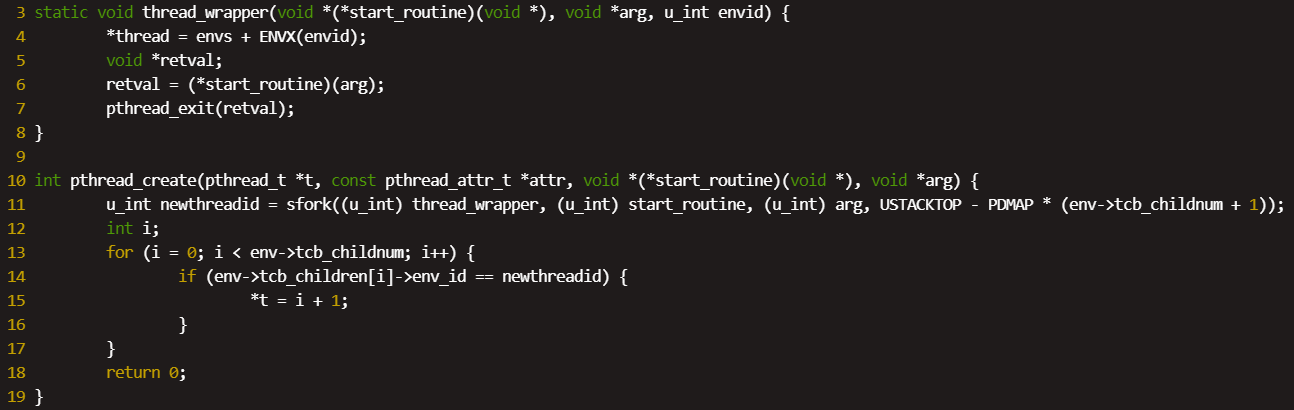 3 static void thread_wrapper(void *(*start_routine)(void *), void *arg, u_int envid) {
4         *thread = envs + ENVX(envid);
5         void *retval;
6         retval = (*start_routine)(arg);
7         pthread_exit(retval);
8 }
9
10 int pthread_create(pthread_t *t, const pthread_attr_t *attr, void *(*start_routine)(void *), void *arg) {
11         u_int newthreadid = sfork((u_int) thread_wrapper, (u_int) start_routine, (u_int) arg, USTACKTOP - PDMAP * (env->tcb_childnum + 1));
12         int i;
13         for (i = 0; i < env->tcb_childnum; i++) {
14                 if (env->tcb_children[i]->env_id == newthreadid) {
15                         *t = i + 1;
16                 }
17         }
18         return 0;
19 }